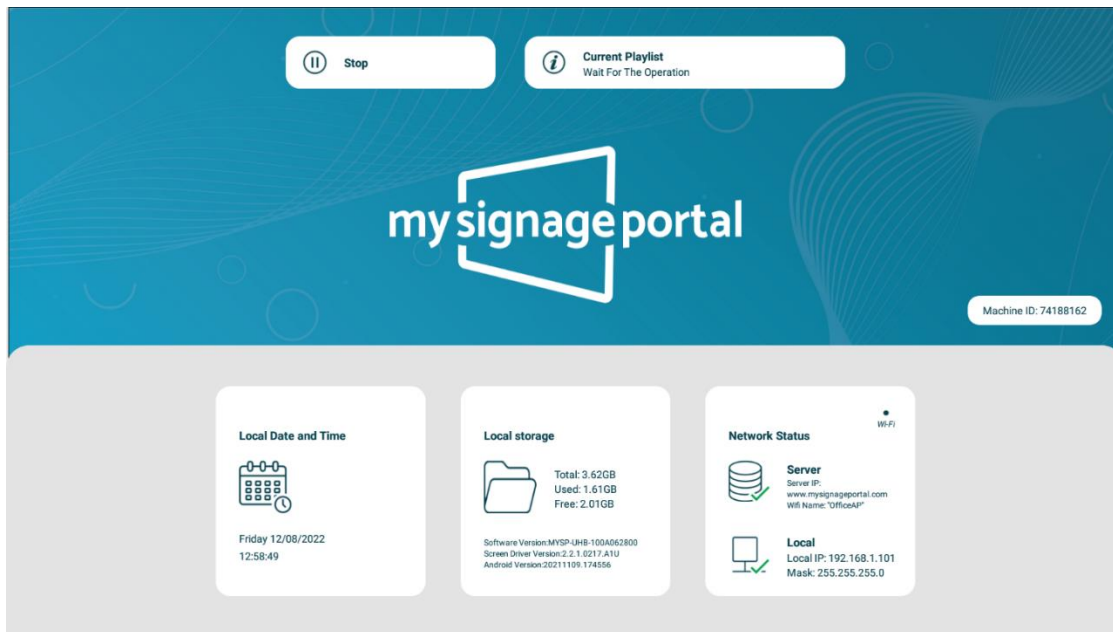 Stop
Current Playlist
Wait For The Operation
my signage portal
Machine ID: 74188162
Local Date and Time
Friday 12/08/2022
12:58:49
Local storage
Total: 3.62GB
Used: 1.61GB
Free: 2.01GB
Software Version:MYSP-UHB-100A062800
Screen Driver Version:2.2.1.0217.A1U
Android Version:20211109.174556
Wi-Fi
Network Status
Server
Server IP:
www.mysignageportal.com
Wifi Name: "OfficeAP"
Local
Local IP: 192.168.1.101
Mask: 255.255.255.0